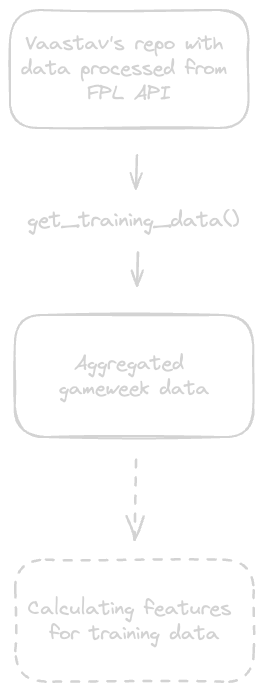 Vaastav's repo with
data processed from
FPL API
get_training_data()
Aggregated
gameweek data
Calculating features
for training data